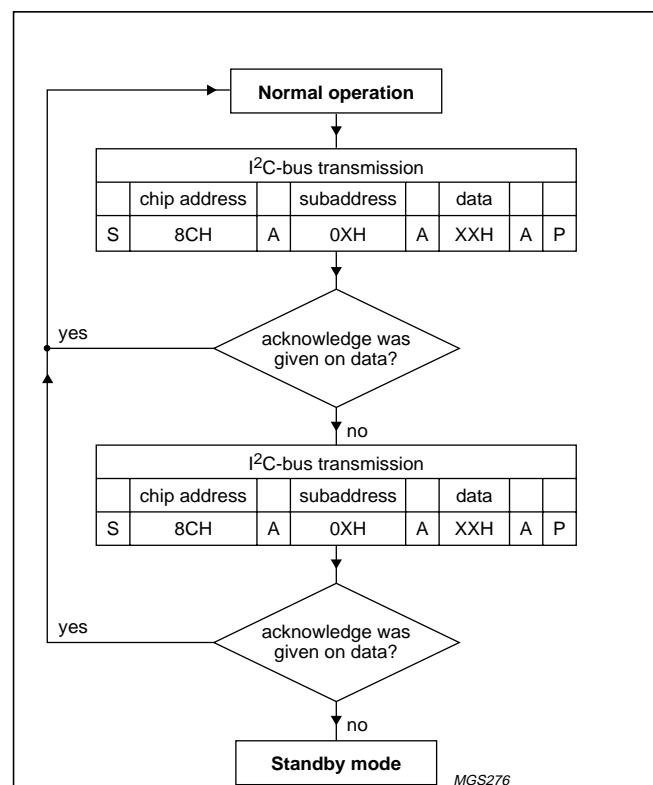 Normal operation
I2C-bus transmission
chip address subaddress data
S 8CH A 0XH A XXH A P
yes
acknowledge was
given on data?
no
I2C-bus transmission
chip address subaddress data
S 8CH A 0XH A XXH A P
yes
acknowledge was
given on data?
no
Standby mode
MGS276